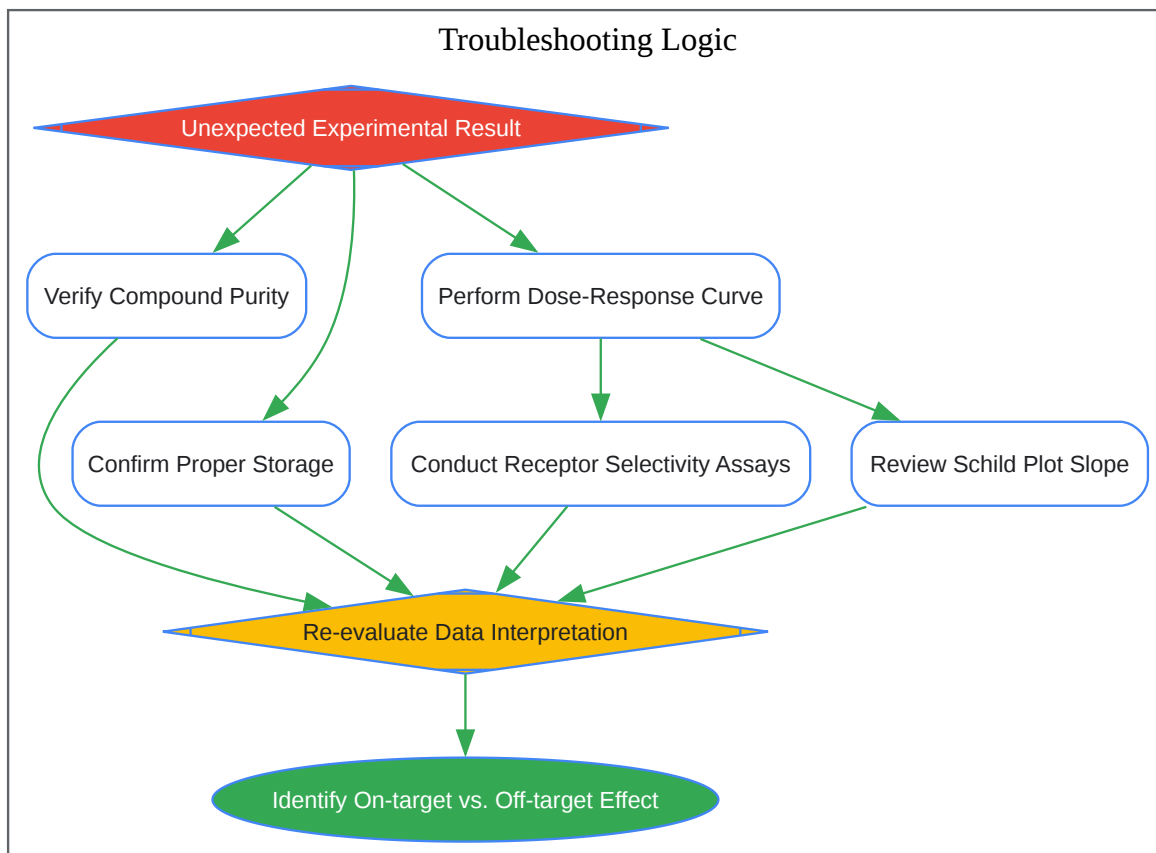 Troubleshooting Logic
Unexpected Experimental Result
Verify Compound Purity
Perform Dose-Response Curve
Confirm Proper Storage
Conduct Receptor Selectivity Assays
Review Schild Plot Slope
Re-evaluate Data Interpretation
Identify On-target vs. Off-target Effect